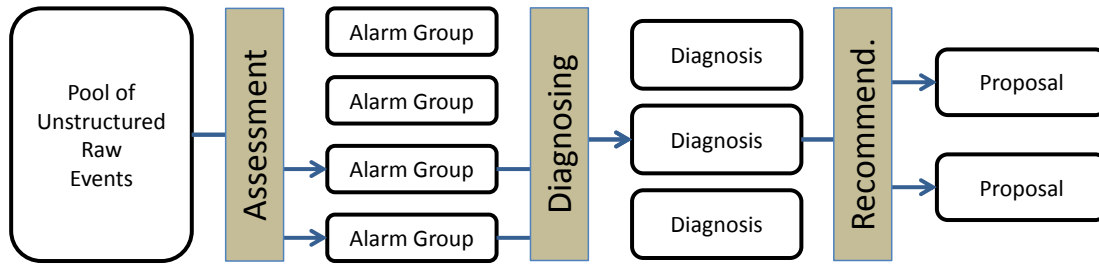 Pool of
Unstructured
Raw
Events
Assessment
Alarm Group
Alarm Group
Alarm Group
Alarm Group
Diagnosing
Diagnosis
Diagnosis
Diagnosis
Recommend.
Proposal
Proposal